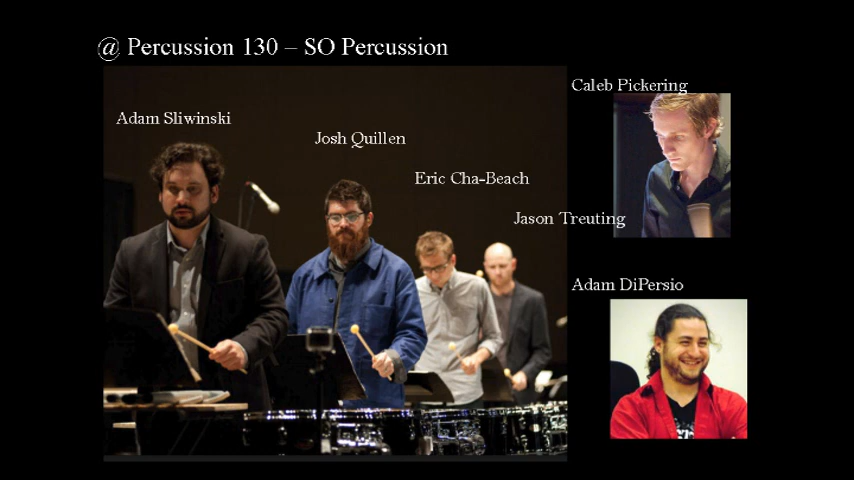 @ Percussion 130 – SO Percussion
Caleb Pickering
Adam Sliwinski
Josh Quillen
Eric Cha-Beach
Jason Treuting
Adam DiPersio